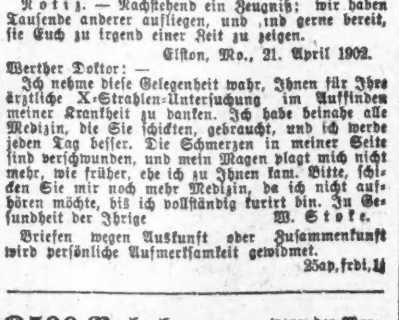 Notiz. — Nachstehend ein Zeugniß; wir haben
Tausende anderer aufliegen, und sind gerne bereit,
sie Euch zu irgend einer Zeit zu zeigen.
Elston, Mo., 21. April 1902.
Werther Doktor: —
Ich nehme diese Gelegenheit wahr, Ihnen für Ihre
ärztliche X-Strahlen-Untersuchung im Auffinden
meiner Krankheit zu danken. Ich habe beinahe alle
Medizin, die Sie schickten, gebraucht, und ich werde
jeden Tag besser. Die Schmerzen in meiner Seite
sind verschwunden, und mein Magen plagt mich nicht
mehr, wie früher, ehe ich zu Ihnen kam. Bitte, schi-
cken Sie mir noch mehr Medizin, da ich nicht auf-
hören möchte, bis ich vollständig kurirt bin. In Ge-
sundheit der Ihrige W. Stoke.
Briefen wegen Auskunft oder Zusammenkunft
wird persönliche Aufmerksamkeit gewidmet.
25ap,frdi,1j